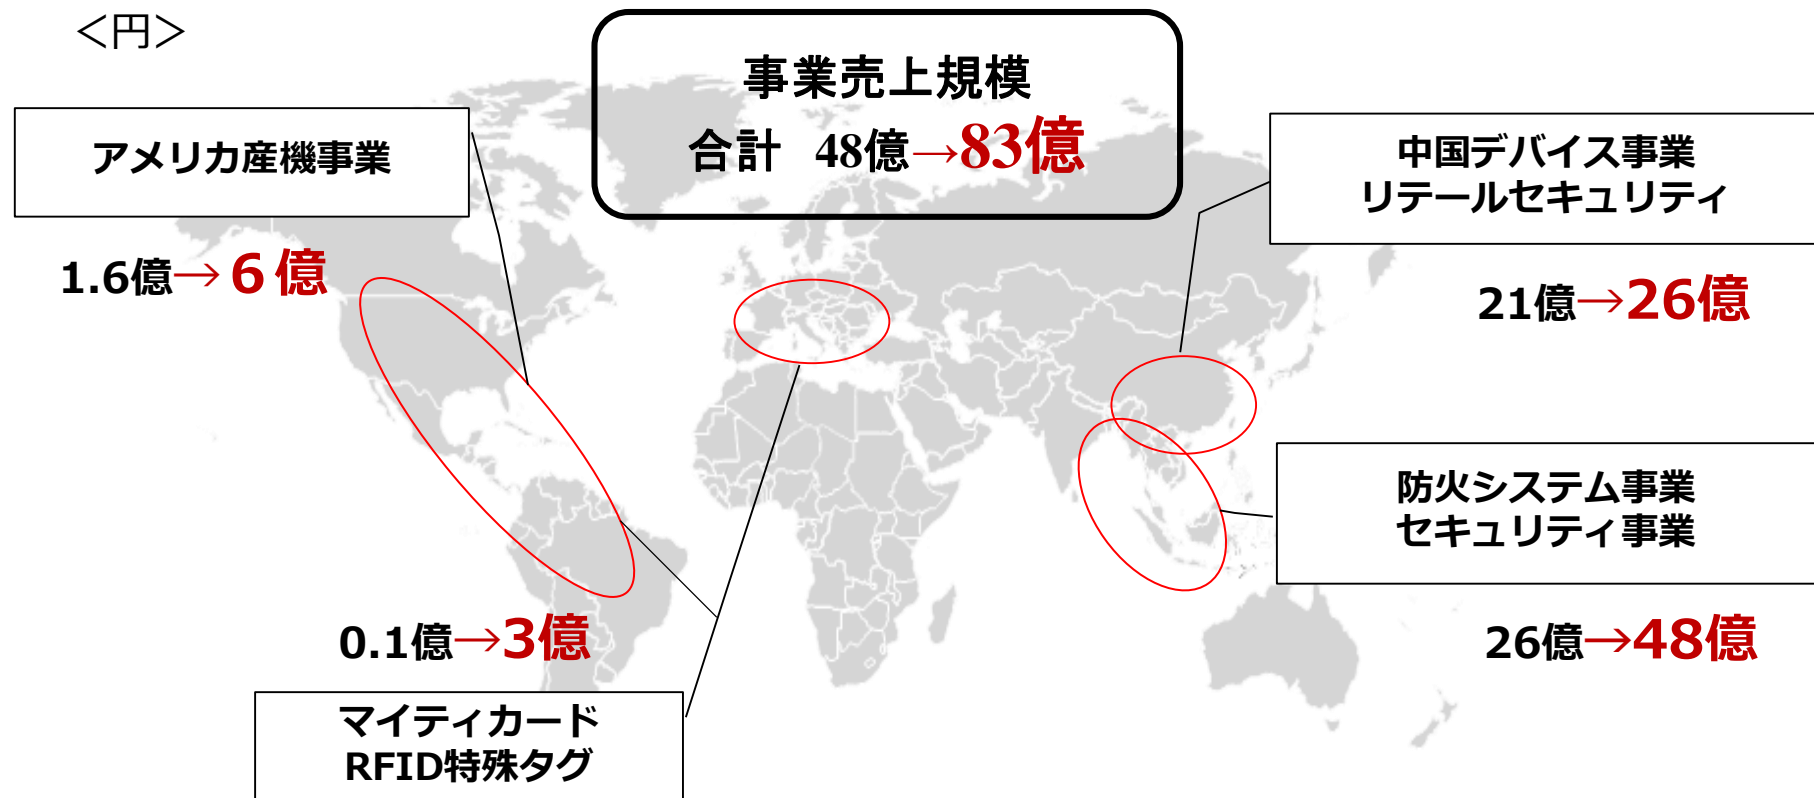 ＜円＞
事業売上規模
合計 48億→83億
アメリカ産機事業
1.6億→６億
中国デバイス事業
リテールセキュリティ
21億→26億
防火システム事業
セキュリティ事業
26億→48億
0.1億→3億
マイティカード
RFID特殊タグ